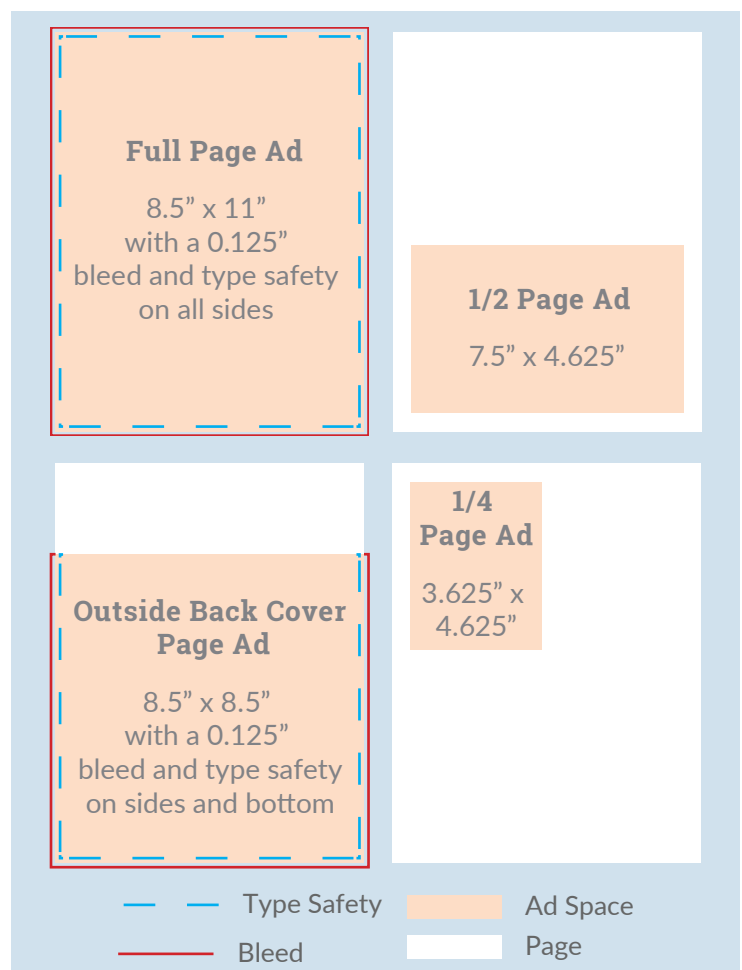 Full Page Ad
8.5” x 11”
with a 0.125”
bleed and type safety
on all sides
1/2 Page Ad
7.5” x 4.625”
Outside Back Cover
Page Ad
8.5” x 8.5”
with a 0.125”
bleed and type safety
on sides and bottom
1/4
Page Ad
3.625” x
4.625”
Type Safety
Ad Space
Bleed
Page